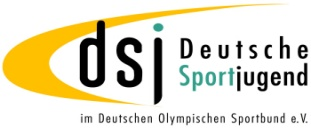 dsj Deutsche
Sportjugend
im Deutschen Olympischen Sportbund e.V.